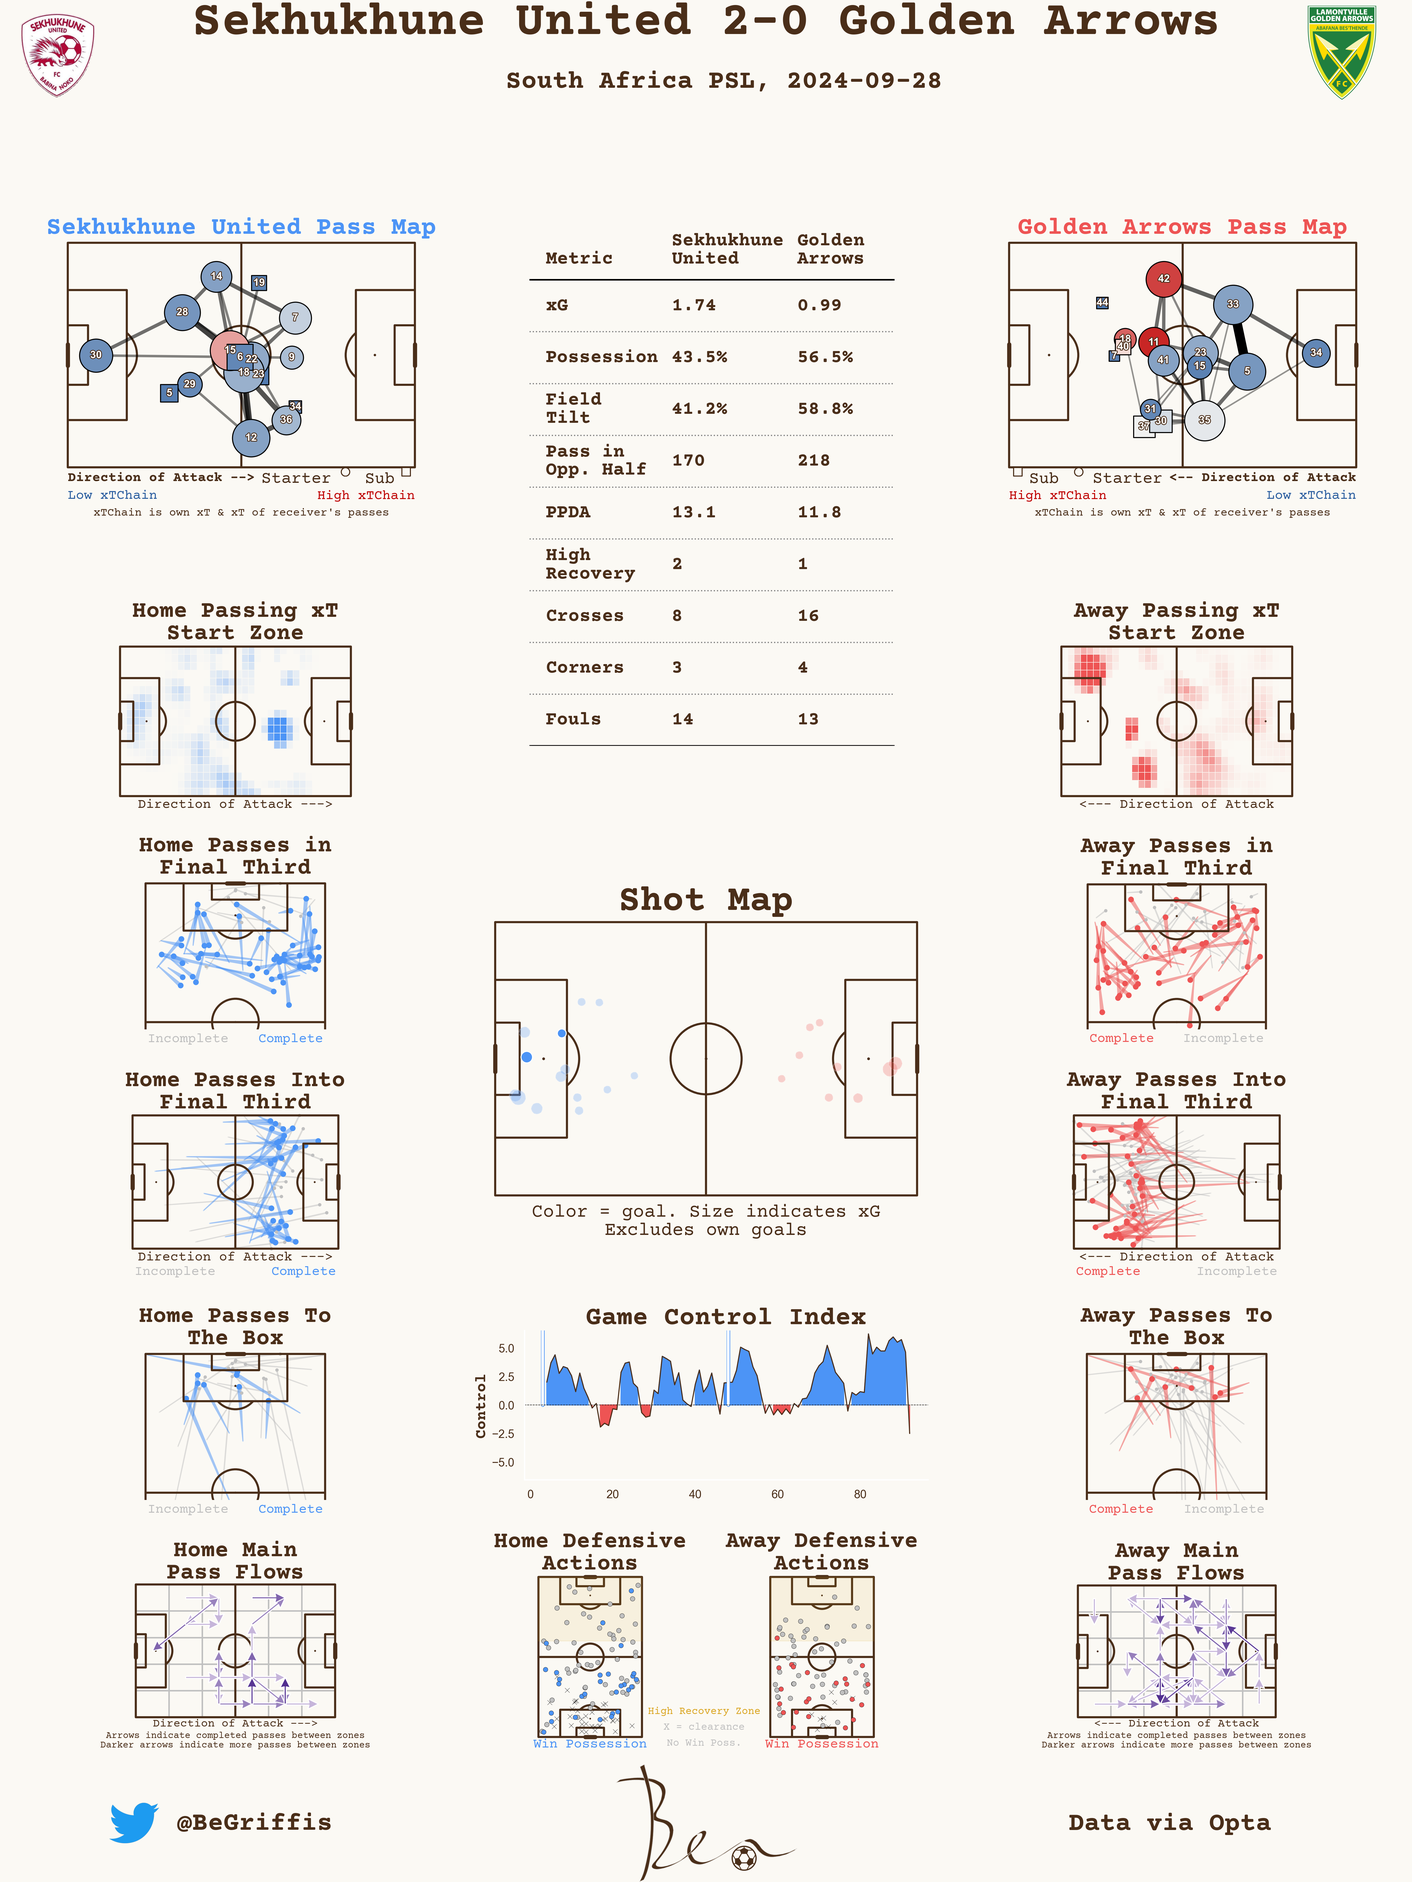 Sekhukhune United 2-0 Golden Arrows
South Africa PSL, 2024-09-28
SEKHUKHUNE
UNITED
FC
BABINA NOKO
LAMONTVILLE
GOLDEN ARROWS
ABAFANA BES'THENDE
FC
Sekhukhune United Pass Map
14
19
28
7
15
6
22
9
30
18
23
29
5
34
36
12
Direction of Attack --> Starter Sub
Low xTChain High xTChain
xTChain is own xT & xT of receiver's passes
Metric Sekhukhune United Golden Arrows
xG 1.74 0.99
Possession 43.5% 56.5%
Field Tilt 41.2% 58.8%
Pass in Opp. Half 170 218
PPDA 13.1 11.8
High Recovery 2 1
Crosses 8 16
Corners 3 4
Fouls 14 13
Golden Arrows Pass Map
42
44
33
18
40
11
7
41
23
15
34
5
31
37
30
35
Sub Starter <-- Direction of Attack
High xTChain Low xTChain
xTChain is own xT & xT of receiver's passes
Home Passing xT
Start Zone
Direction of Attack --->
Away Passing xT
Start Zone
<--- Direction of Attack
Home Passes in
Final Third
Incomplete Complete
Away Passes in
Final Third
Complete Incomplete
Shot Map
Color = goal. Size indicates xG
Excludes own goals
Home Passes Into
Final Third
Direction of Attack --->
Incomplete Complete
Away Passes Into
Final Third
<--- Direction of Attack
Complete Incomplete
Home Passes To
The Box
Incomplete Complete
Game Control Index
Control
5.0
2.5
0.0
−2.5
−5.0
0 20 40 60 80
Away Passes To
The Box
Complete Incomplete
Home Main
Pass Flows
Direction of Attack --->
Arrows indicate completed passes between zones
Darker arrows indicate more passes between zones
Home Defensive
Actions
Win Possession
High Recovery Zone
X = clearance
No Win Poss.
Away Defensive
Actions
Win Possession
Away Main
Pass Flows
<--- Direction of Attack
Arrows indicate completed passes between zones
Darker arrows indicate more passes between zones
@BeGriffis
Ben
Data via Opta